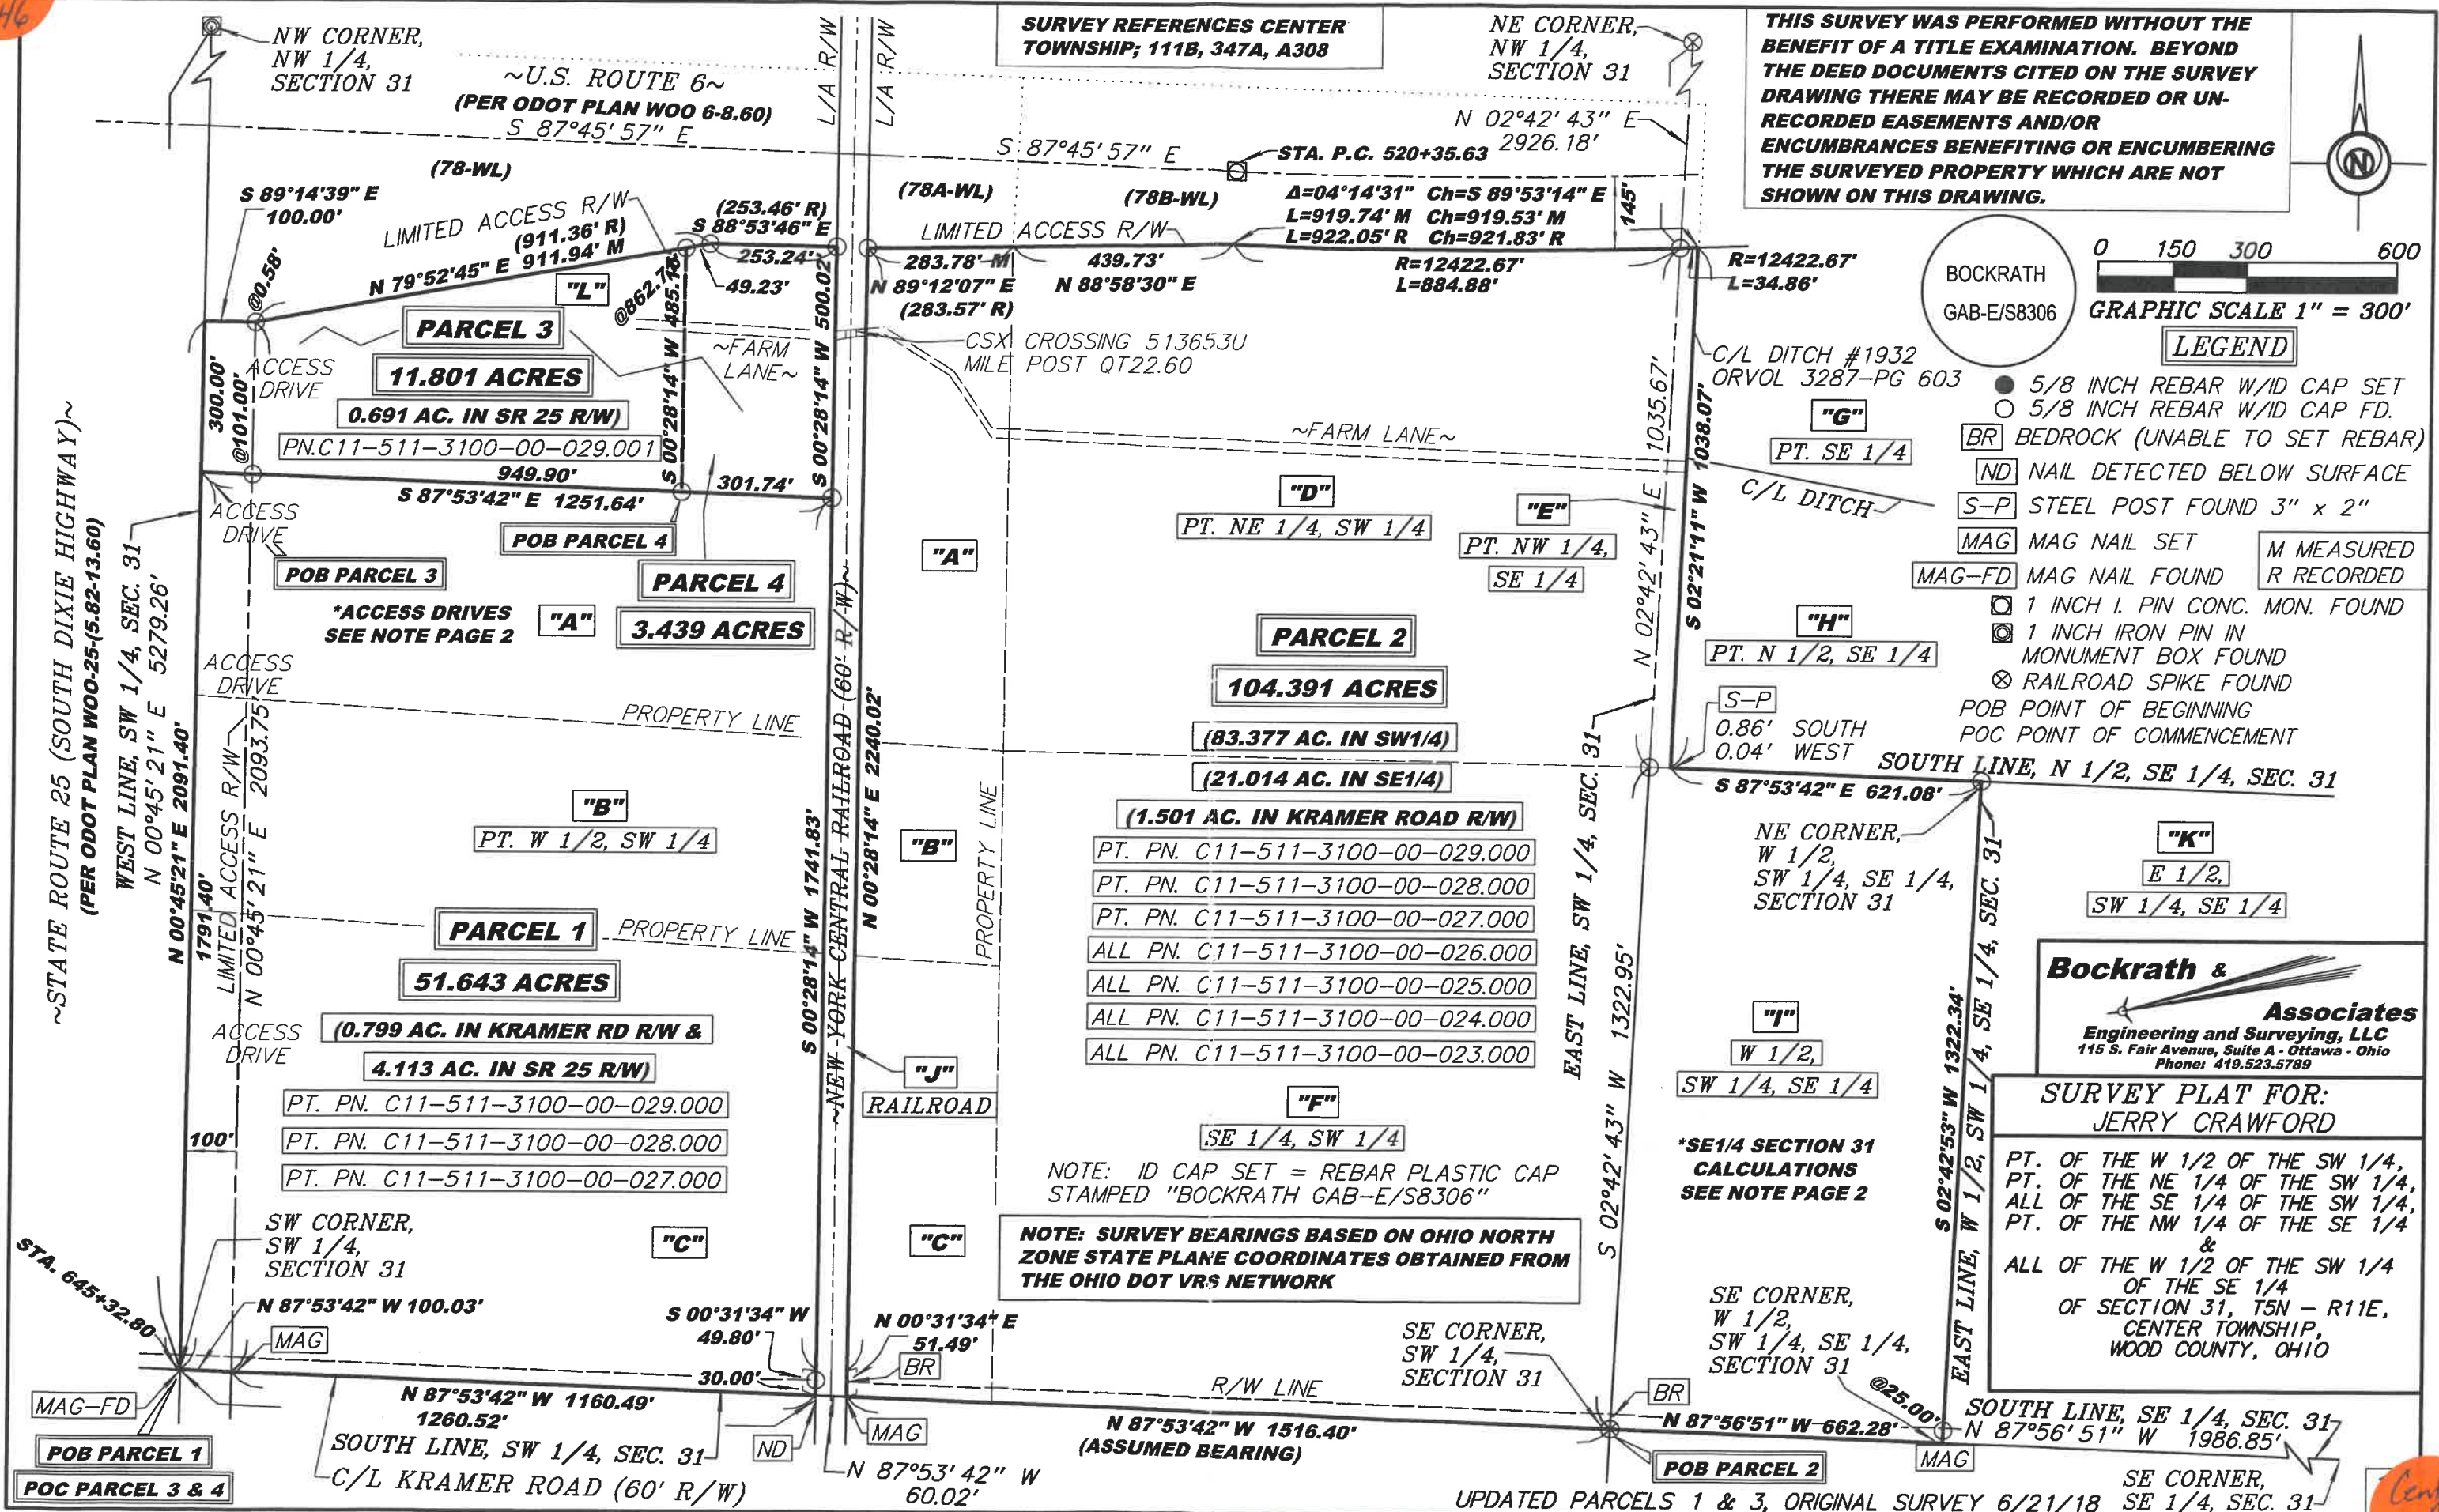 46
NW CORNER,
NW 1/4,
SECTION 31
~U.S. ROUTE 6~
(PER ODOT PLAN WOO 6-8.60)
S 87°45'57" E
L/A R/W
L/A R/W
SURVEY REFERENCES CENTER
TOWNSHIP; 111B, 347A, A308
NE CORNER,
NW 1/4,
SECTION 31
N 02°42'43" E
2926.18'
S 87°45'57" E
STA. P.C. 520+35.63
THIS SURVEY WAS PERFORMED WITHOUT THE
BENEFIT OF A TITLE EXAMINATION. BEYOND
THE DEED DOCUMENTS CITED ON THE SURVEY
DRAWING THERE MAY BE RECORDED OR UN-
RECORDED EASEMENTS AND/OR
ENCUMBRANCES BENEFITING OR ENCUMBERING
THE SURVEYED PROPERTY WHICH ARE NOT
SHOWN ON THIS DRAWING.
N
(78-WL)
S 89°14'39" E
100.00'
LIMITED ACCESS R/W
(911.36' R)
N 79°52'45" E 911.94' M
(253.46' R)
S 88°53'46" E
253.24'
49.23'
@0.58'
"L"
(78A-WL)
(78B-WL)
LIMITED ACCESS R/W
283.78' M
N 89°12'07" E
(283.57' R)
439.73'
N 88°58'30" E
Δ=04°14'31" Ch=S 89°53'14" E
L=919.74' M Ch=919.53' M
L=922.05' R Ch=921.83' R
145'
R=12422.67'
L=884.88'
R=12422.67'
L=34.86'
BOCKRATH
GAB-E/S8306
0 150 300 600
GRAPHIC SCALE 1" = 300'
LEGEND
5/8 INCH REBAR W/ID CAP SET
5/8 INCH REBAR W/ID CAP FD.
BR BEDROCK (UNABLE TO SET REBAR)
ND NAIL DETECTED BELOW SURFACE
S-P STEEL POST FOUND 3" x 2"
MAG MAG NAIL SET
MAG-FD MAG NAIL FOUND
M MEASURED
R RECORDED
1 INCH I. PIN CONC. MON. FOUND
1 INCH IRON PIN IN
MONUMENT BOX FOUND
RAILROAD SPIKE FOUND
POB POINT OF BEGINNING
POC POINT OF COMMENCEMENT
PARCEL 3
11.801 ACRES
0.691 AC. IN SR 25 R/W)
PN.C11-511-3100-00-029.001
ACCESS
DRIVE
300.00'
@101.00'
S 00°28'14" W 485.18'
S 00°28'14" W 500.02'
~FARM
LANE~
CSX CROSSING 513653U
MILE POST QT22.60
949.90'
S 87°53'42" E 1251.64'
301.74'
ACCESS
DRIVE
POB PARCEL 4
POB PARCEL 3
PARCEL 4
3.439 ACRES
*ACCESS DRIVES
SEE NOTE PAGE 2
"A"
"A"
~FARM LANE~
C/L DITCH #1932
ORVOL 3287-PG 603
"G"
PT. SE 1/4
C/L DITCH
"D"
PT. NE 1/4, SW 1/4
"E"
PT. NW 1/4,
SE 1/4
N 02°42'43" E 1035.67'
S 02°21'11" W 1038.07'
"H"
PT. N 1/2, SE 1/4
S-P
0.86' SOUTH
0.04' WEST
SOUTH LINE, N 1/2, SE 1/4, SEC. 31
S 87°53'42" E 621.08'
~STATE ROUTE 25 (SOUTH DIXIE HIGHWAY)~
(PER ODOT PLAN WOO-25-(5.82-13.60)
WEST LINE, SW 1/4, SEC. 31
N 00°45'21" E 5279.26'
N 00°45'21" E 2091.40'
1791.40'
LIMITED ACCESS R/W
N 00°45'21" E 2093.75'
ACCESS
DRIVE
PROPERTY LINE
"B"
PT. W 1/2, SW 1/4
"B"
PROPERTY LINE
PROPERTY LINE
S 00°28'14" W 1741.83'
~NEW YORK CENTRAL RAILROAD (60' R/W)~
N 00°28'14" E 2240.02'
PARCEL 2
104.391 ACRES
(83.377 AC. IN SW1/4)
(21.014 AC. IN SE1/4)
(1.501 AC. IN KRAMER ROAD R/W)
PT. PN. C11-511-3100-00-029.000
PT. PN. C11-511-3100-00-028.000
PT. PN. C11-511-3100-00-027.000
ALL PN. C11-511-3100-00-026.000
ALL PN. C11-511-3100-00-025.000
ALL PN. C11-511-3100-00-024.000
ALL PN. C11-511-3100-00-023.000
EAST LINE, SW 1/4, SEC. 31
S 02°42'43" W 1322.95'
NE CORNER,
W 1/2,
SW 1/4, SE 1/4,
SECTION 31
"K"
E 1/2,
SW 1/4, SE 1/4
PARCEL 1
51.643 ACRES
(0.799 AC. IN KRAMER RD R/W &
4.113 AC. IN SR 25 R/W)
PT. PN. C11-511-3100-00-029.000
PT. PN. C11-511-3100-00-028.000
PT. PN. C11-511-3100-00-027.000
ACCESS
DRIVE
100'
"J"
RAILROAD
"F"
SE 1/4, SW 1/4
"I"
W 1/2,
SW 1/4, SE 1/4
*SE1/4 SECTION 31
CALCULATIONS
SEE NOTE PAGE 2
S 02°42'53" W 1322.34'
EAST LINE, W 1/2, SW 1/4, SE 1/4, SEC. 31
NOTE: ID CAP SET = REBAR PLASTIC CAP
STAMPED "BOCKRATH GAB-E/S8306"
NOTE: SURVEY BEARINGS BASED ON OHIO NORTH
ZONE STATE PLANE COORDINATES OBTAINED FROM
THE OHIO DOT VRS NETWORK
Bockrath &
Associates
Engineering and Surveying, LLC
115 S. Fair Avenue, Suite A - Ottawa - Ohio
Phone: 419.523.5789
SURVEY PLAT FOR:
JERRY CRAWFORD
PT. OF THE W 1/2 OF THE SW 1/4,
PT. OF THE NE 1/4 OF THE SW 1/4,
ALL OF THE SE 1/4 OF THE SW 1/4,
PT. OF THE NW 1/4 OF THE SE 1/4
&
ALL OF THE W 1/2 OF THE SW 1/4
OF THE SE 1/4
OF SECTION 31, T5N - R11E,
CENTER TOWNSHIP,
WOOD COUNTY, OHIO
SW CORNER,
SW 1/4,
SECTION 31
"C"
"C"
STA. 645+32.80
N 87°53'42" W 100.03'
MAG
S 00°31'34" W
49.80'
30.00'
N 00°31'34" E
51.49'
BR
SE CORNER,
SW 1/4,
SECTION 31
SE CORNER,
W 1/2,
SW 1/4, SE 1/4,
SECTION 31
MAG-FD
POB PARCEL 1
POC PARCEL 3 & 4
N 87°53'42" W 1160.49'
1260.52'
SOUTH LINE, SW 1/4, SEC. 31
C/L KRAMER ROAD (60' R/W)
ND
MAG
N 87°53'42" W
60.02'
R/W LINE
N 87°53'42" W 1516.40'
(ASSUMED BEARING)
BR
N 87°56'51" W 662.28'
@25.00'
MAG
POB PARCEL 2
SOUTH LINE, SE 1/4, SEC. 31
N 87°56'51" W 1986.85'
SE CORNER,
SE 1/4, SEC. 31
UPDATED PARCELS 1 & 3, ORIGINAL SURVEY 6/21/18